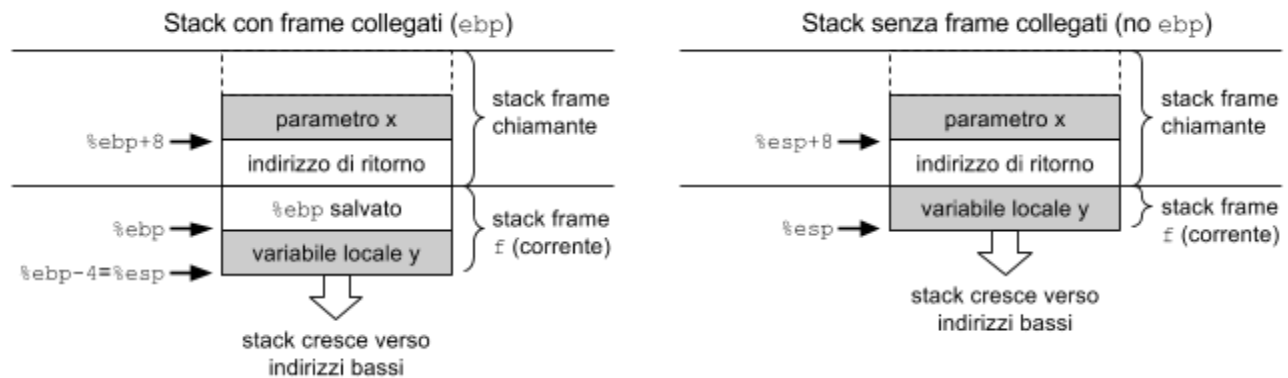 Stack con frame collegati (ebp)
parametro x
%ebp+8
indirizzo di ritorno
%ebp salvato
%ebp
variabile locale y
%ebp-4=%esp
stack frame
chiamante
stack frame
f (corrente)
stack cresce verso
indirizzi bassi
Stack senza frame collegati (no ebp)
parametro x
%esp+8
indirizzo di ritorno
variabile locale y
%esp
stack frame
chiamante
stack frame
f (corrente)
stack cresce verso
indirizzi bassi